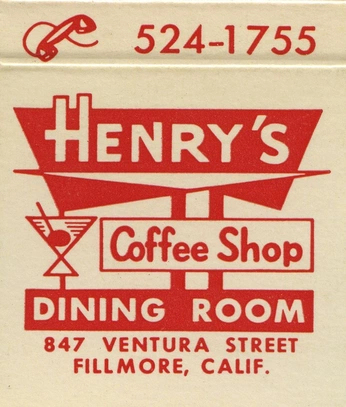 524-1755
HENRY'S
Coffee Shop
DINING ROOM
847 VENTURA STREET
FILLMORE, CALIF.